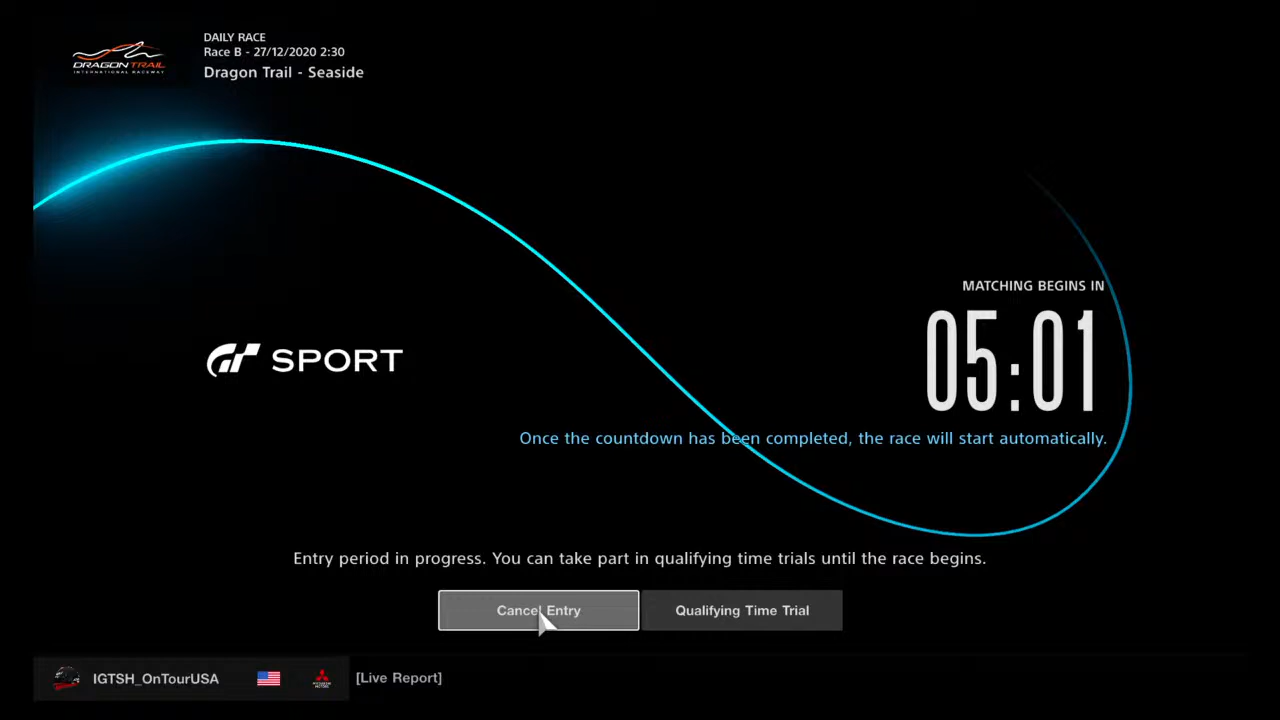 DAILY RACE
Race B - 27/12/2020 2:30
Dragon Trail - Seaside
DRAGON TRAIL
INTERNATIONAL RACEWAY
MATCHING BEGINS IN
05:01
GT SPORT
Once the countdown has been completed, the race will start automatically.
Entry period in progress. You can take part in qualifying time trials until the race begins.
Cancel Entry
Qualifying Time Trial
IGTSH_OnTourUSA
[Live Report]